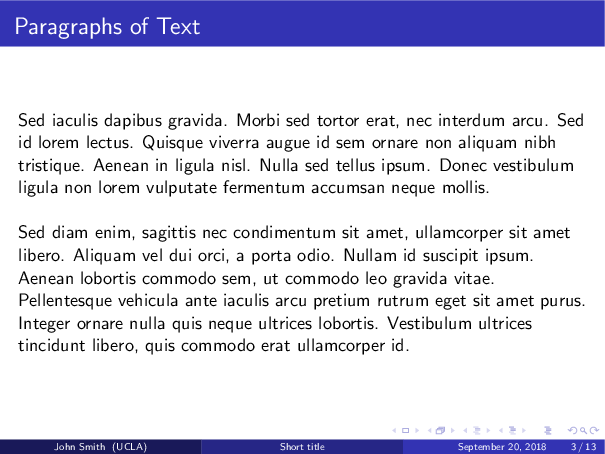 Paragraphs of Text
Sed iaculis dapibus gravida. Morbi sed tortor erat, nec interdum arcu. Sed
id lorem lectus. Quisque viverra augue id sem ornare non aliquam nibh
tristique. Aenean in ligula nisl. Nulla sed tellus ipsum. Donec vestibulum
ligula non lorem vulputate fermentum accumsan neque mollis.
Sed diam enim, sagittis nec condimentum sit amet, ullamcorper sit amet
libero. Aliquam vel dui orci, a porta odio. Nullam id suscipit ipsum.
Aenean lobortis commodo sem, ut commodo leo gravida vitae.
Pellentesque vehicula ante iaculis arcu pretium rutrum eget sit amet purus.
Integer ornare nulla quis neque ultrices lobortis. Vestibulum ultrices
tincidunt libero, quis commodo erat ullamcorper id.
John Smith (UCLA) Short title September 20, 2018 3 / 13